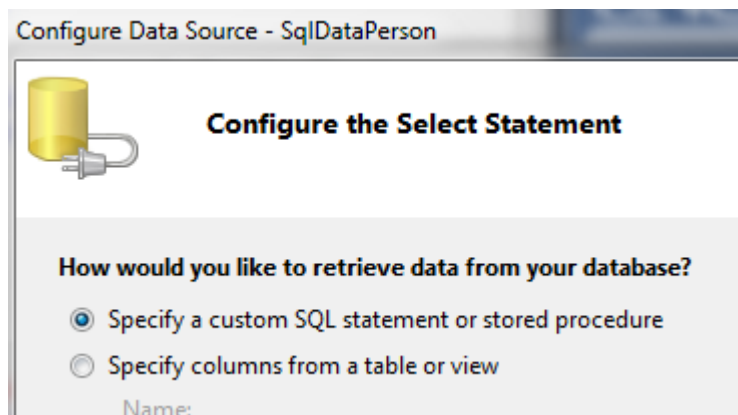 Configure Data Source - SqlDataPerson
Configure the Select Statement
How would you like to retrieve data from your database?
Specify a custom SQL statement or stored procedure
Specify columns from a table or view
Name: